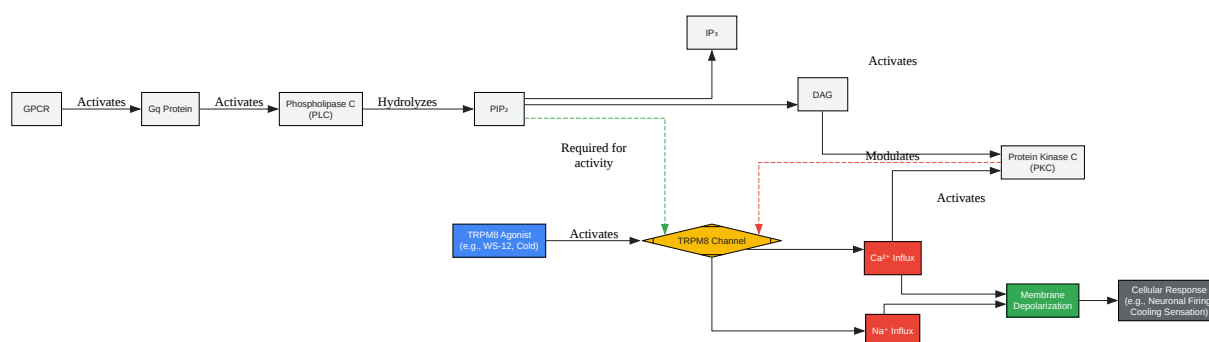 IP₃
Activates
DAG
GPCR
Activates
Gq Protein
Activates
Phospholipase C
(PLC)
Hydrolyzes
PIP₂
Required for
activity
Modulates
Protein Kinase C
(PKC)
Activates
TRPM8 Agonist
(e.g., WS-12, Cold)
Activates
TRPM8 Channel
Ca²⁺ Influx
Membrane
Depolarization
Cellular Response
(e.g., Neuronal Firing
Cooling Sensation)
Na⁺ Influx